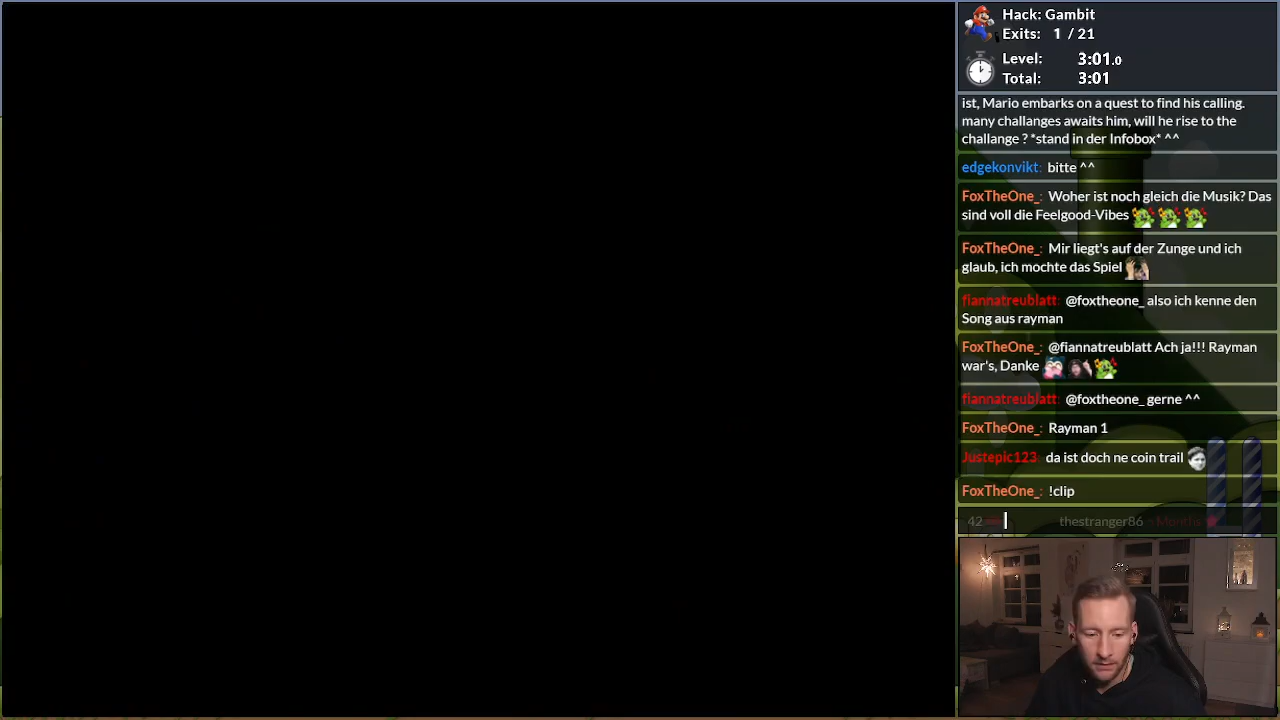 Hack: Gambit
Exits: 1 / 21
Level: 3:01.0
Total: 3:01
ist, Mario embarks on a quest to find his calling.
many challanges awaits him, will he rise to the
challange ? *stand in der Infobox* ^^
edgekonvikt: bitte ^^
FoxTheOne_: Woher ist noch gleich die Musik? Das
sind voll die Feelgood-Vibes
FoxTheOne_: Mir liegt's auf der Zunge und ich
glaub, ich mochte das Spiel
fiannatreublatt: @foxtheone_ also ich kenne den
Song aus rayman
FoxTheOne_: @fiannatreublatt Ach ja!!! Rayman
war's, Danke
fiannatreublatt: @foxtheone_ gerne ^^
FoxTheOne_: Rayman 1
Justepic123: da ist doch ne coin trail
FoxTheOne_: !clip
42 thestranger86 Months